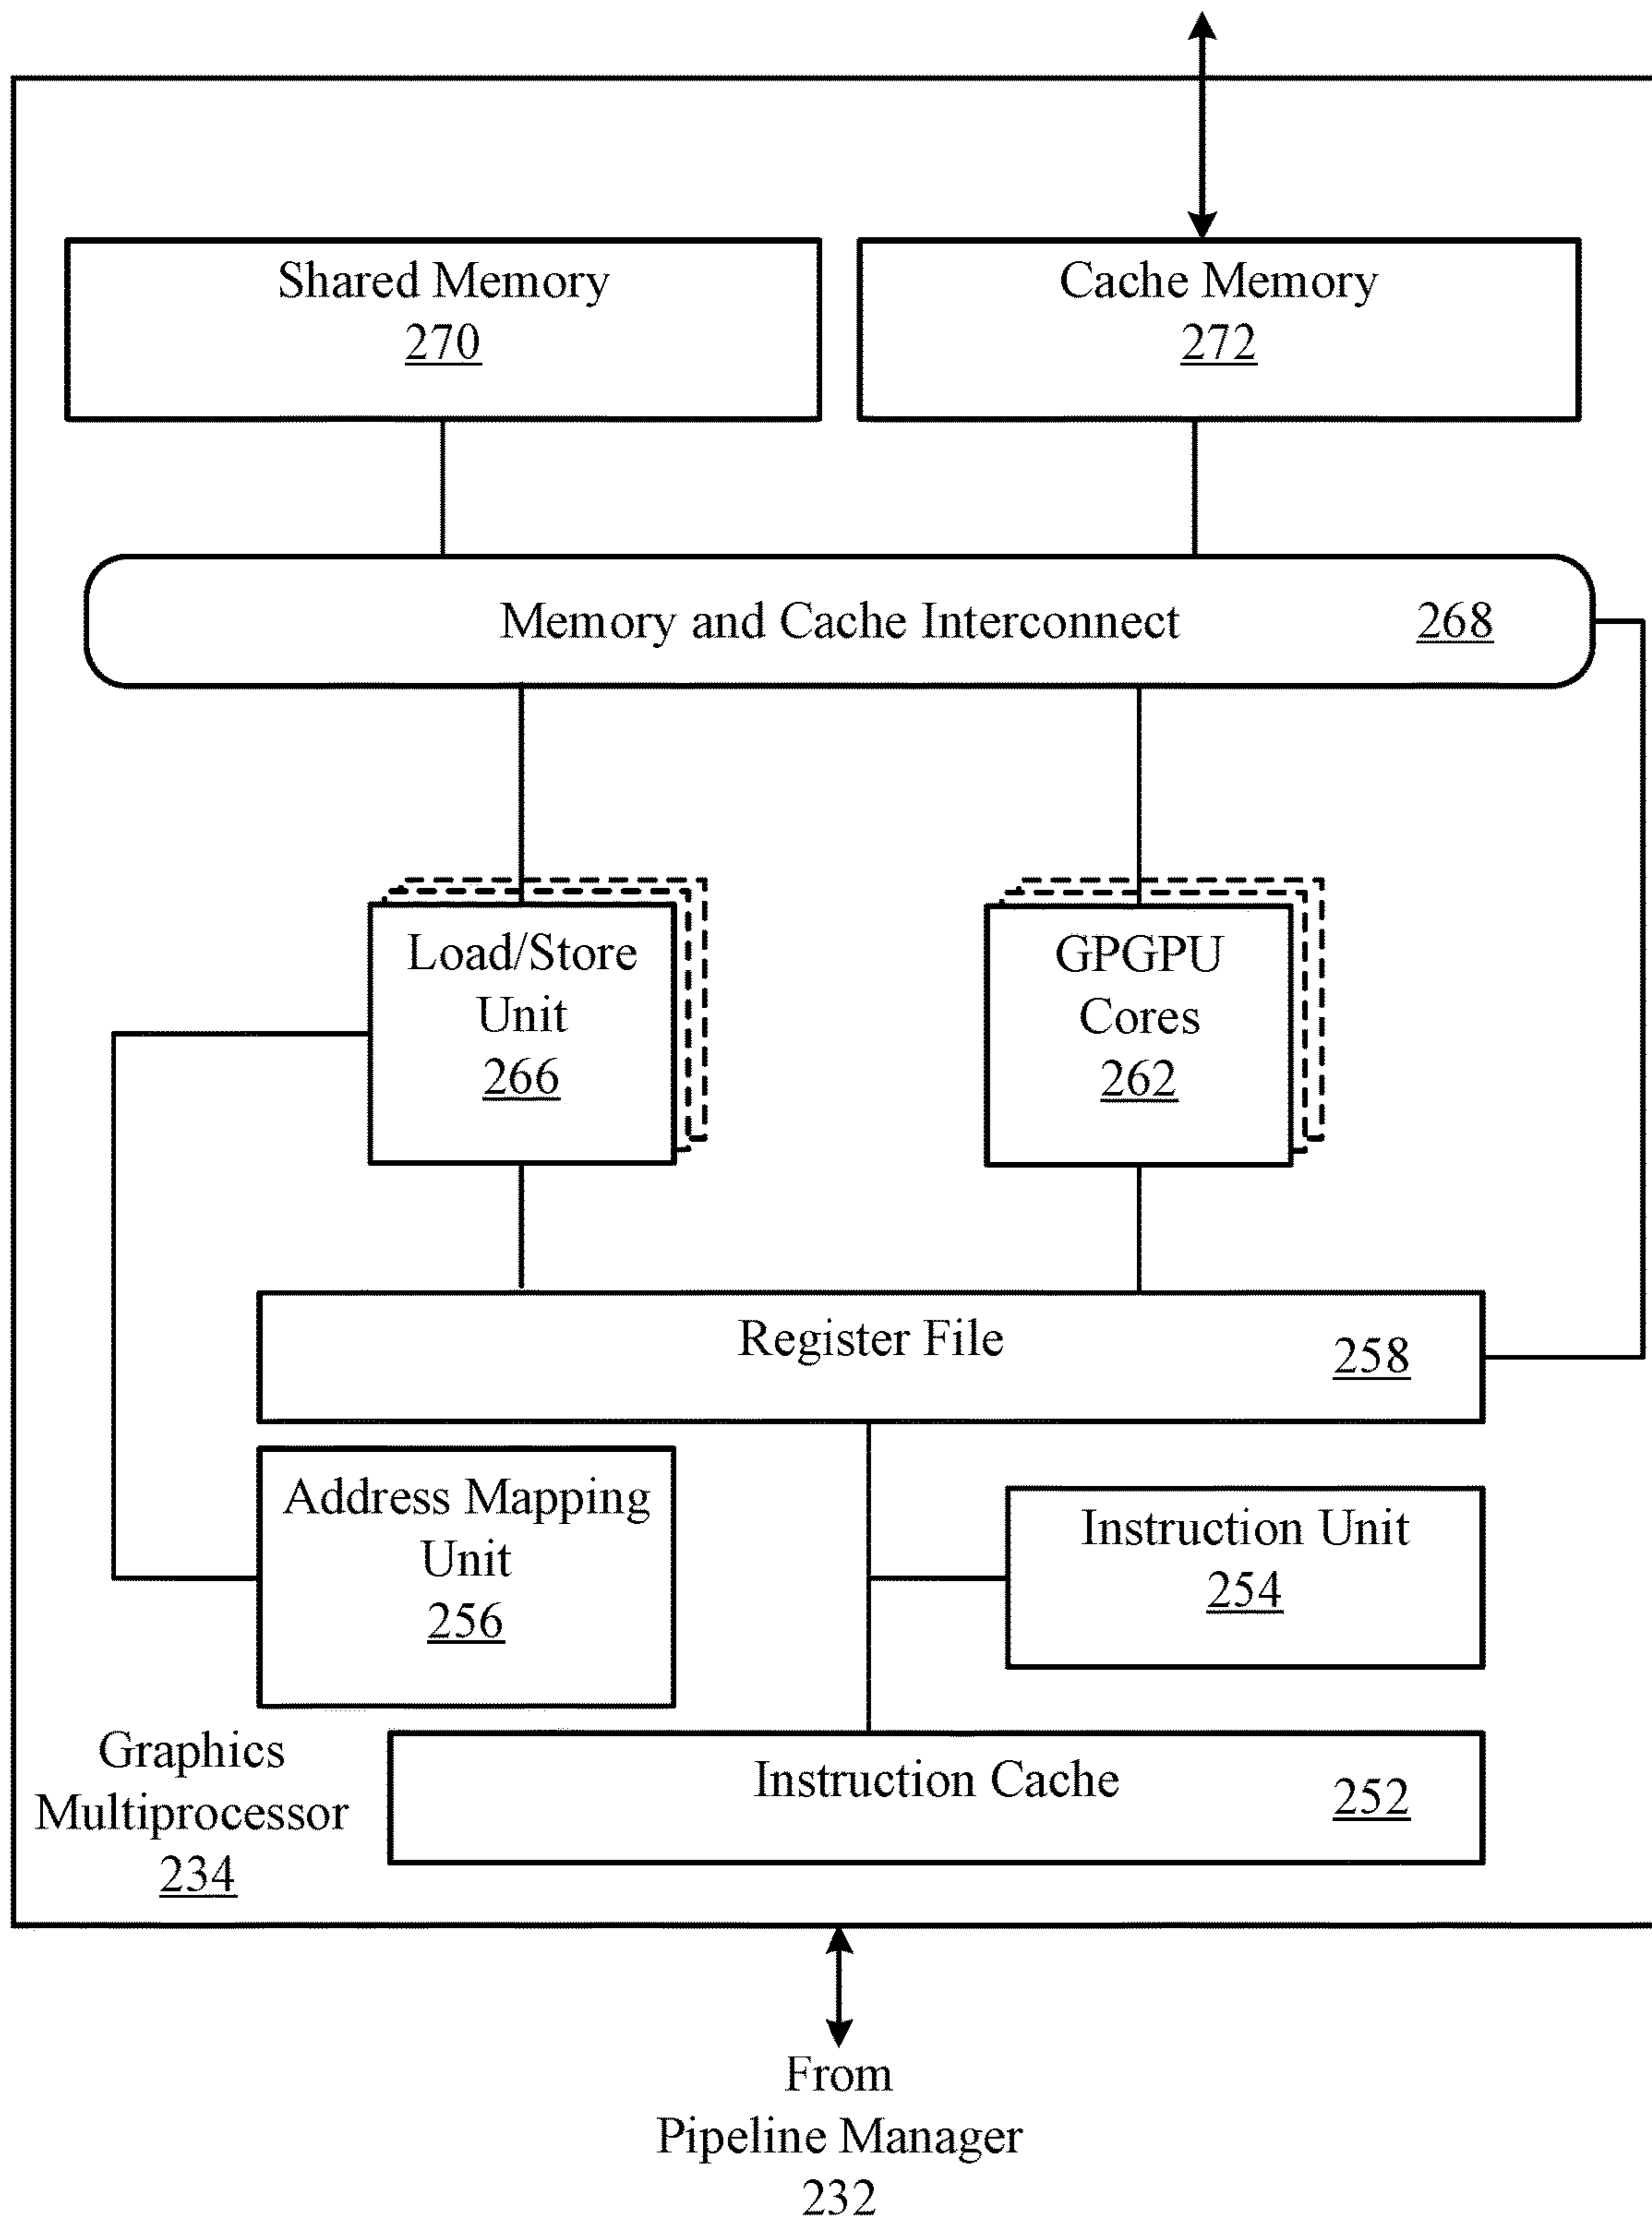 Shared Memory
270
Cache Memory
272
Memory and Cache Interconnect 268
Load/Store
Unit
266
GPGPU
Cores
262
Register File 258
Address Mapping
Unit
256
Instruction Unit
254
Graphics
Multiprocessor
234
Instruction Cache 252
From
Pipeline Manager
232